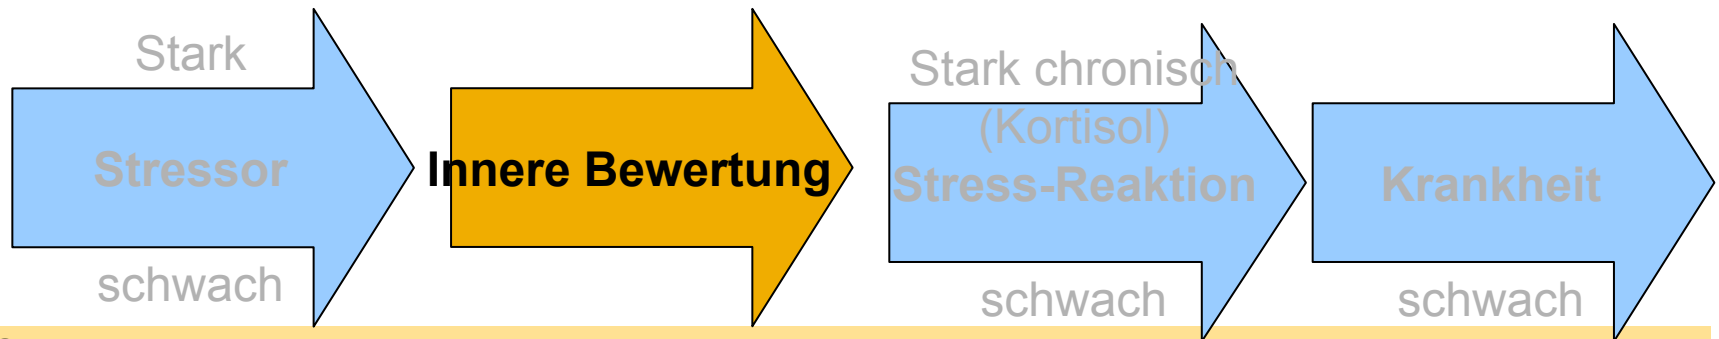 Stark
Stressor
schwach
Innere Bewertung
Stark chronisch
(Kortisol)
Stress-Reaktion
schwach
Krankheit
schwach